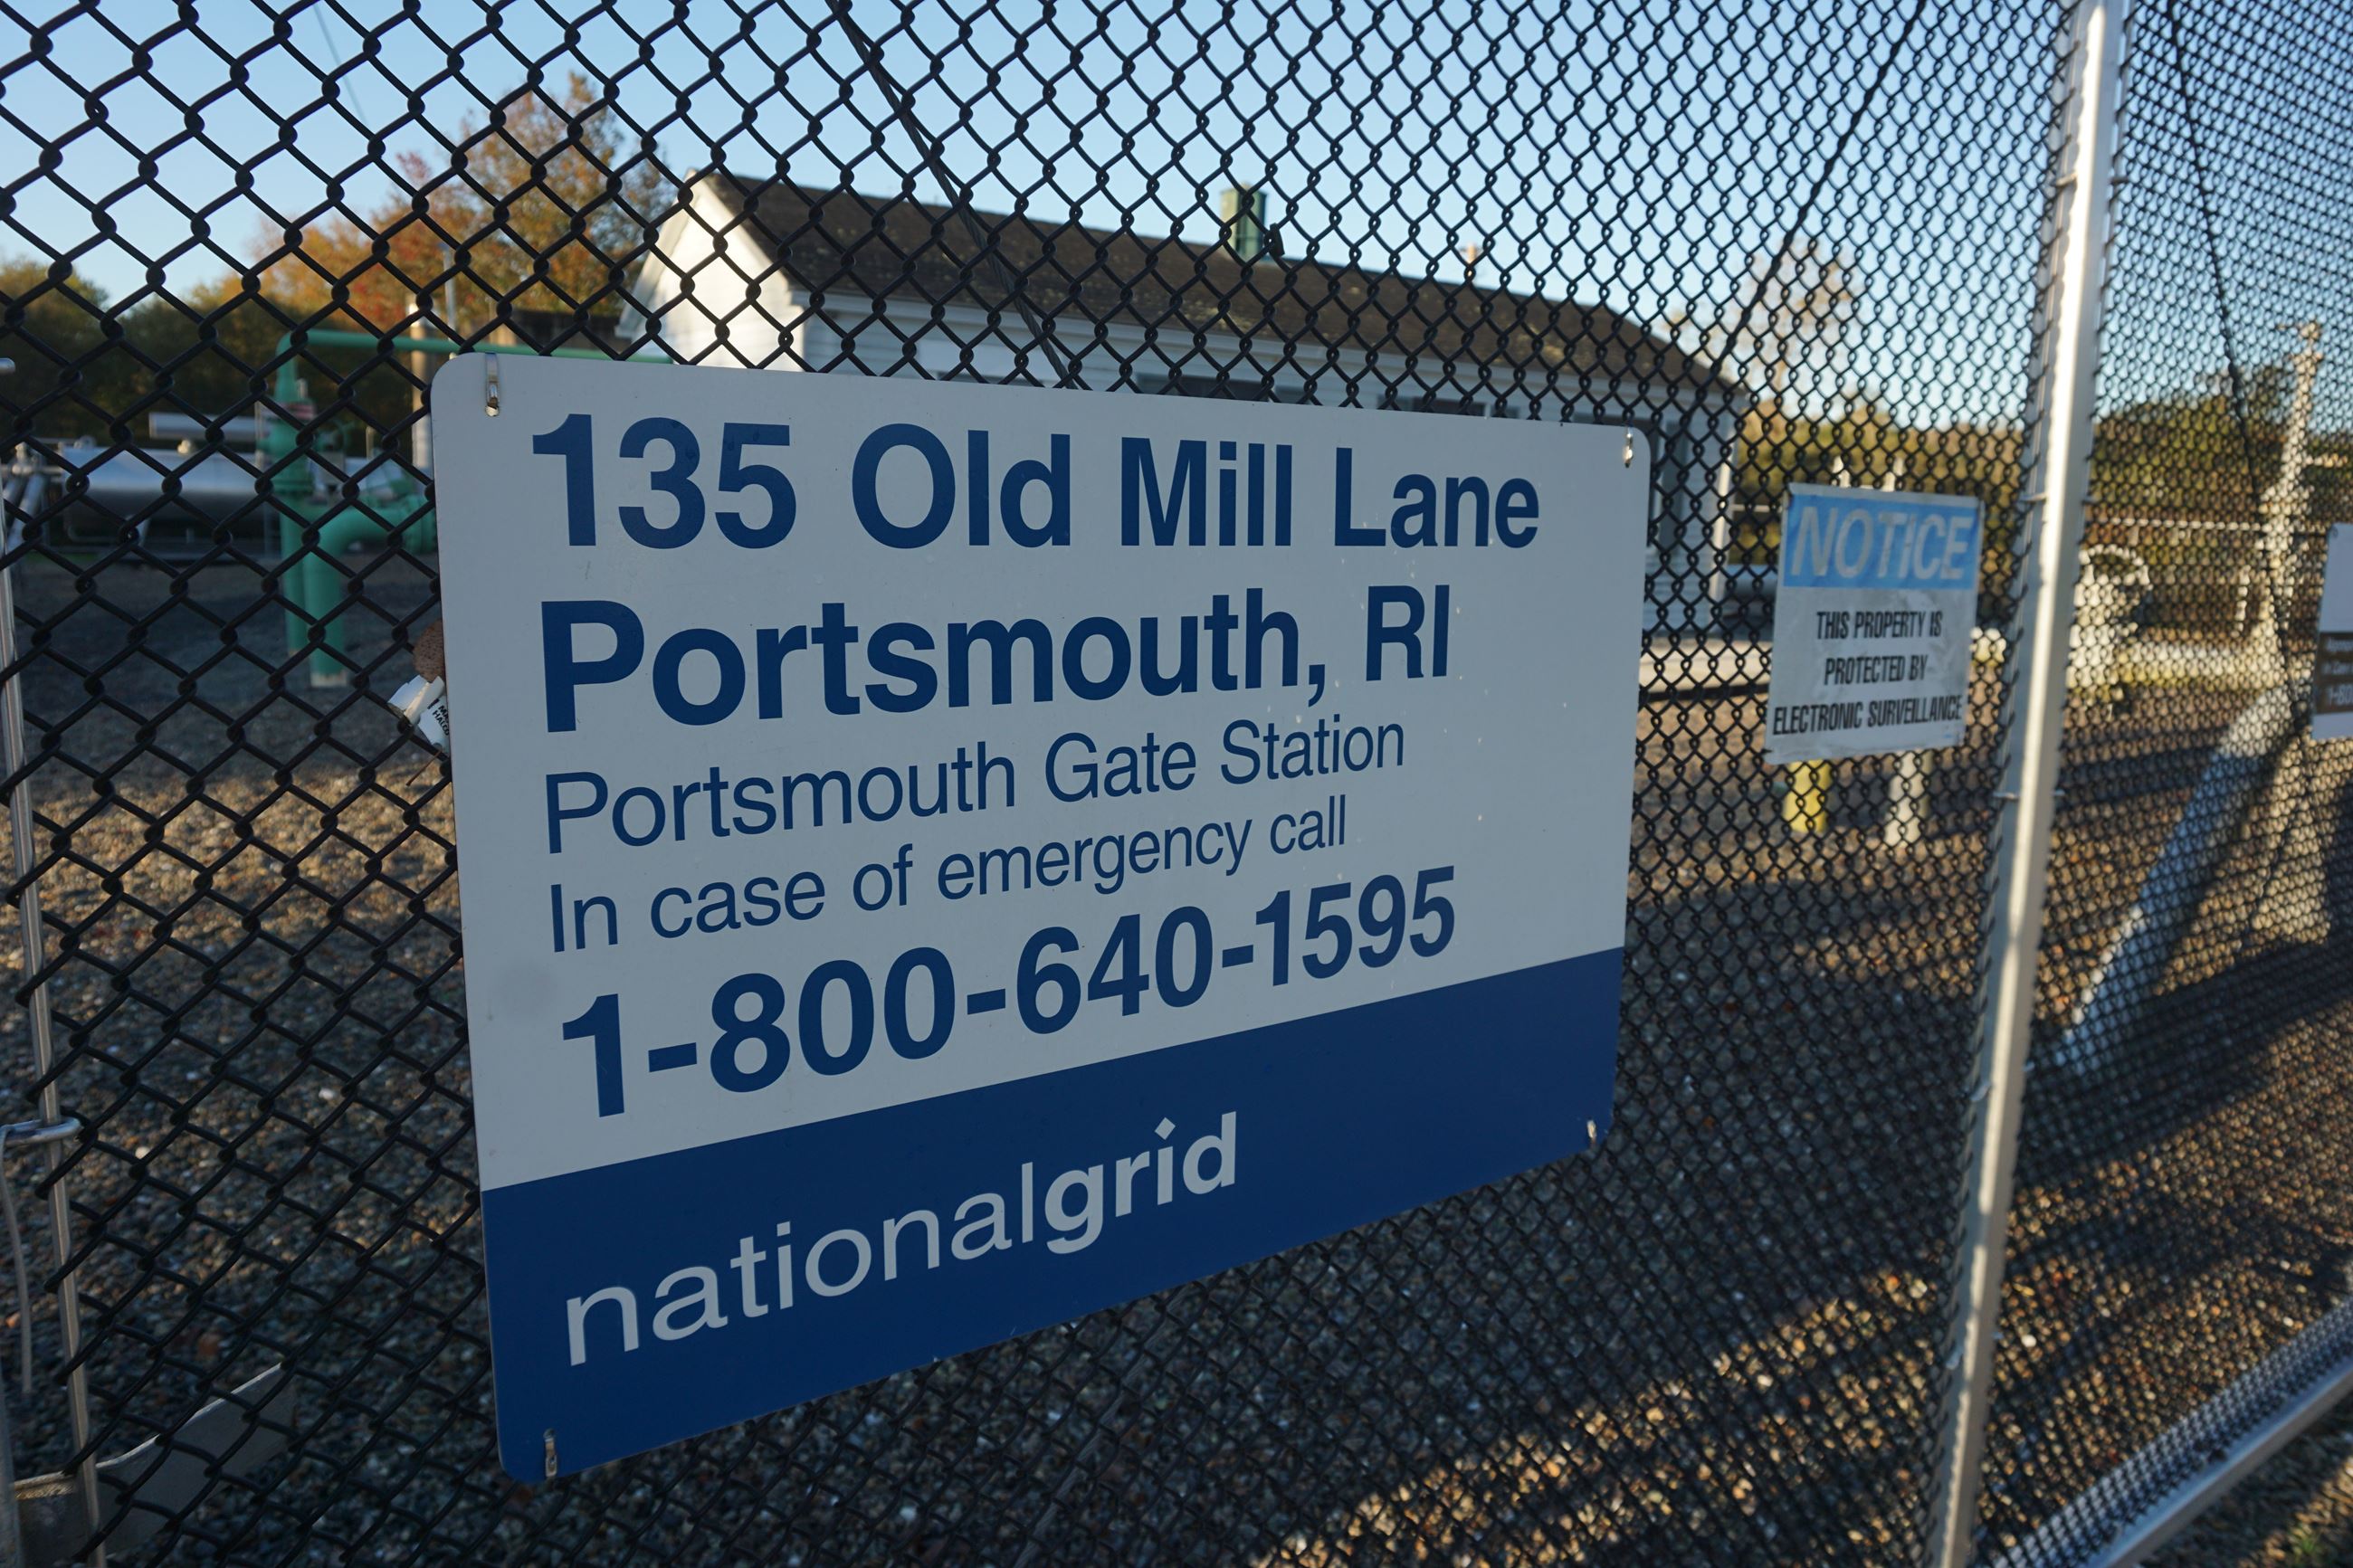 135 Old Mill Lane
Portsmouth, RI
Portsmouth Gate Station
In case of emergency call
1-800-640-1595
nationalgrid
NOTICE
THIS PROPERTY IS
PROTECTED BY
ELECTRONIC SURVEILLANCE